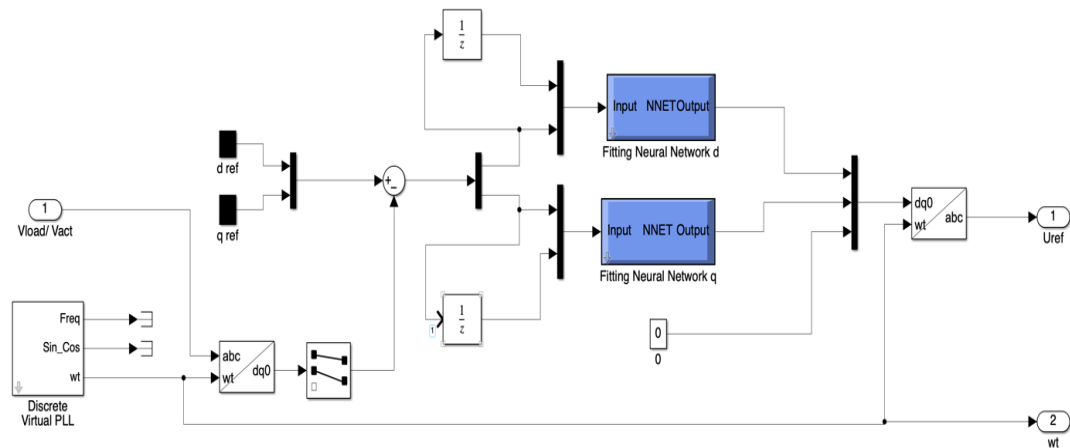 1
z
Input NNETOutput
Fitting Neural Network d
d ref
+
_
q ref
1
Vload/ Vact
Input NNET Output
Fitting Neural Network q
dq0
wt
abc
1
Uref
Freq
Sin_Cos
wt
Discrete
Virtual PLL
abc
wt
dq0
1
1
z
0
0
2
wt